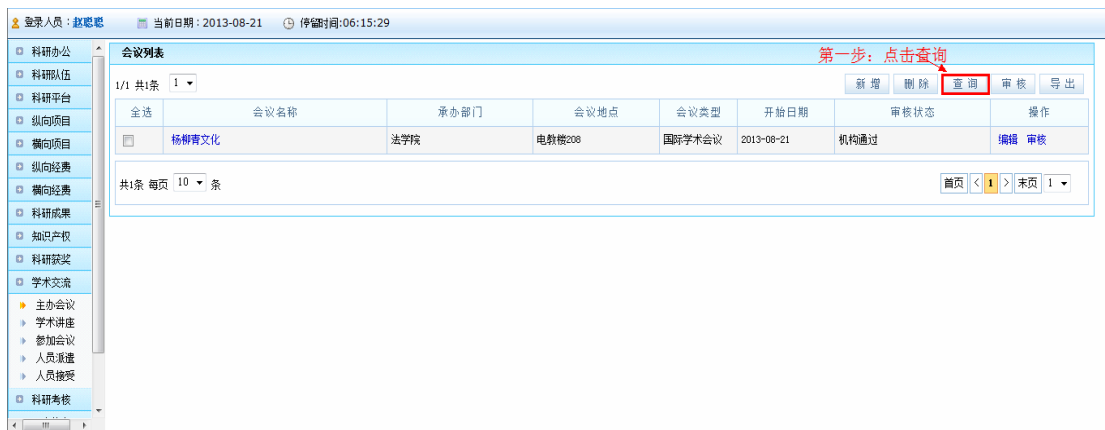 登录人员：赵聪聪 当前日期：2013-08-21 停留时间:06:15:29
科研办公
科研队伍
科研平台
纵向项目
横向项目
纵向经费
横向经费
科研成果
知识产权
科研获奖
学术交流
主办会议
学术讲座
参加会议
人员派遣
人员接受
科研考核
会议列表
第一步：点击查询
1/1 共1条 1
新增 删除 查询 审核 导出
全选 会议名称 承办部门 会议地点 会议类型 开始日期 审核状态 操作
杨柳青文化 法学院 电教楼208 国际学术会议 2013-08-21 机构通过 编辑 审核
共1条 每页 10 条
首页 < 1 > 末页 1